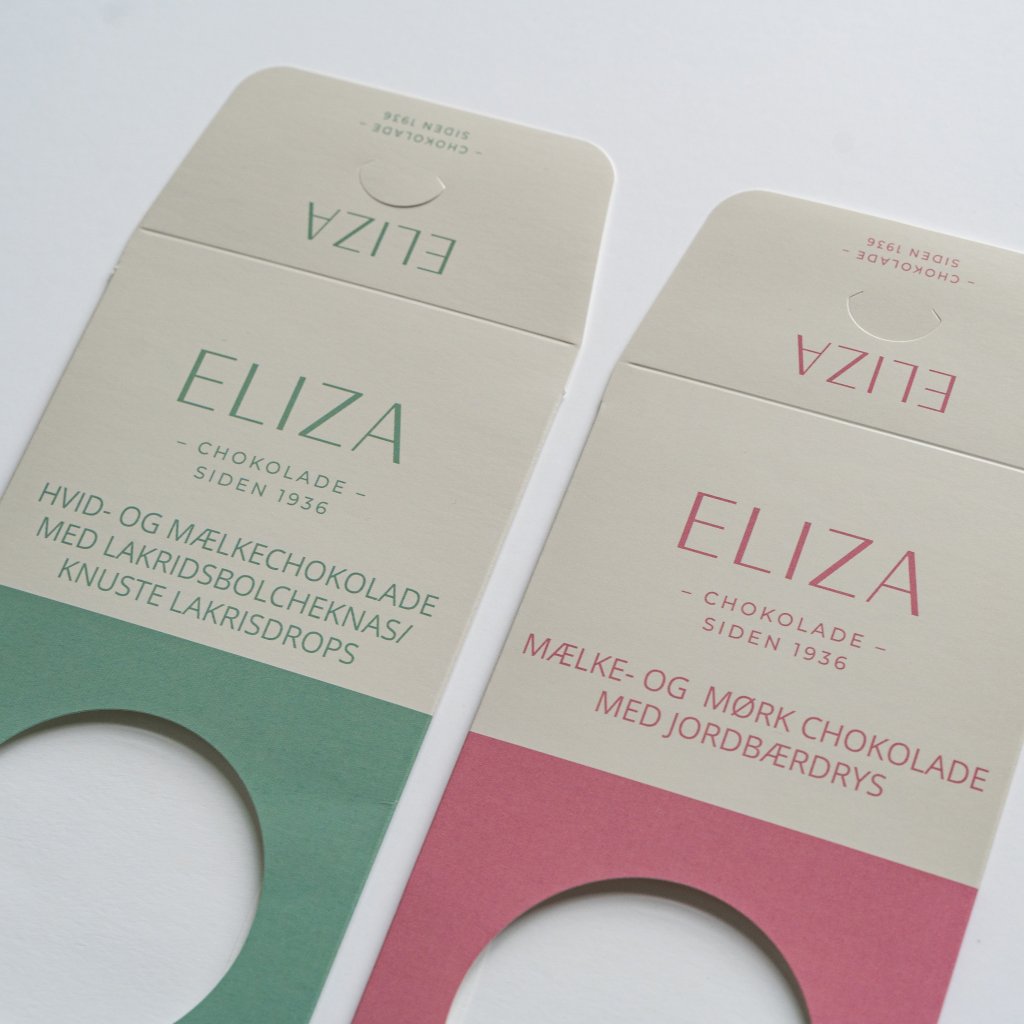 – CHOKOLADE –
SIDEN 1936
ELIZA
ELIZA
– CHOKOLADE –
SIDEN 1936
HVID- OG MÆLKECHOKOLADE
MED LAKRIDSBOLCHEKNAS/
KNUSTE LAKRISDROPS
ELIZA
– CHOKOLADE –
SIDEN 1936
ELIZA
– CHOKOLADE –
SIDEN 1936
MÆLKE- OG MØRK CHOKOLADE
MED JORDBÆRDRYS